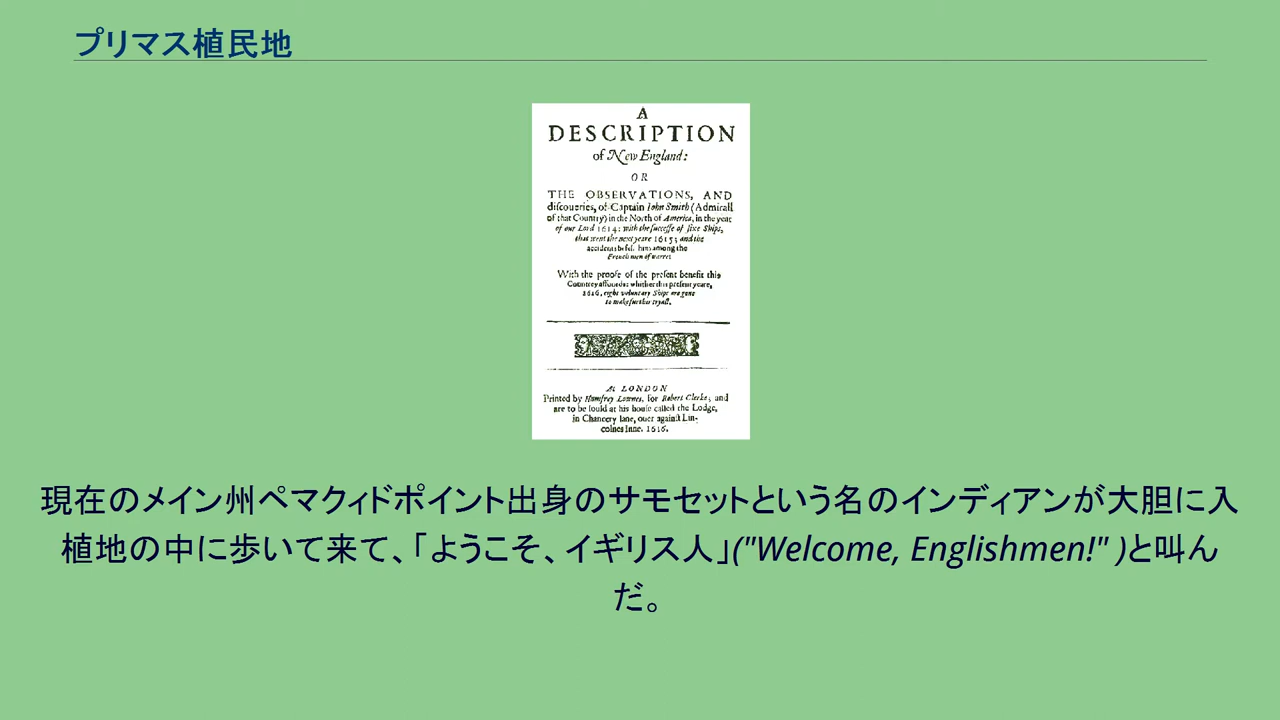 プリマス植民地
A
DESCRIPTION
of New England:
OR
THE OBSERVATIONS, AND
discoueries, of Captain Iohn Smith (Admirall
of that Country) in the North of America, in the year
of our Lord 1614: with the successe of sixe Ships,
that went the next yeare 1615; and the
accidents befell him among the
French men of warre:
With the proofe of the present benefit this
Countrey affoords: whither this present yeare,
1616, eight voluntary Ships are gone
to make further tryall.
At LONDON
Printed by Humfrey Lownes, for Robert Clerke; and
are to be sould at his house called the Lodge,
in Chancery lane, ouer against Lin-
colnes Inne. 1616.
現在のメイン州ペマクィドポイント出身のサモセットという名のインディアンが大胆に入
植地の中に歩いて来て、「ようこそ、イギリス人」("Welcome, Englishmen!" )と叫ん
だ。